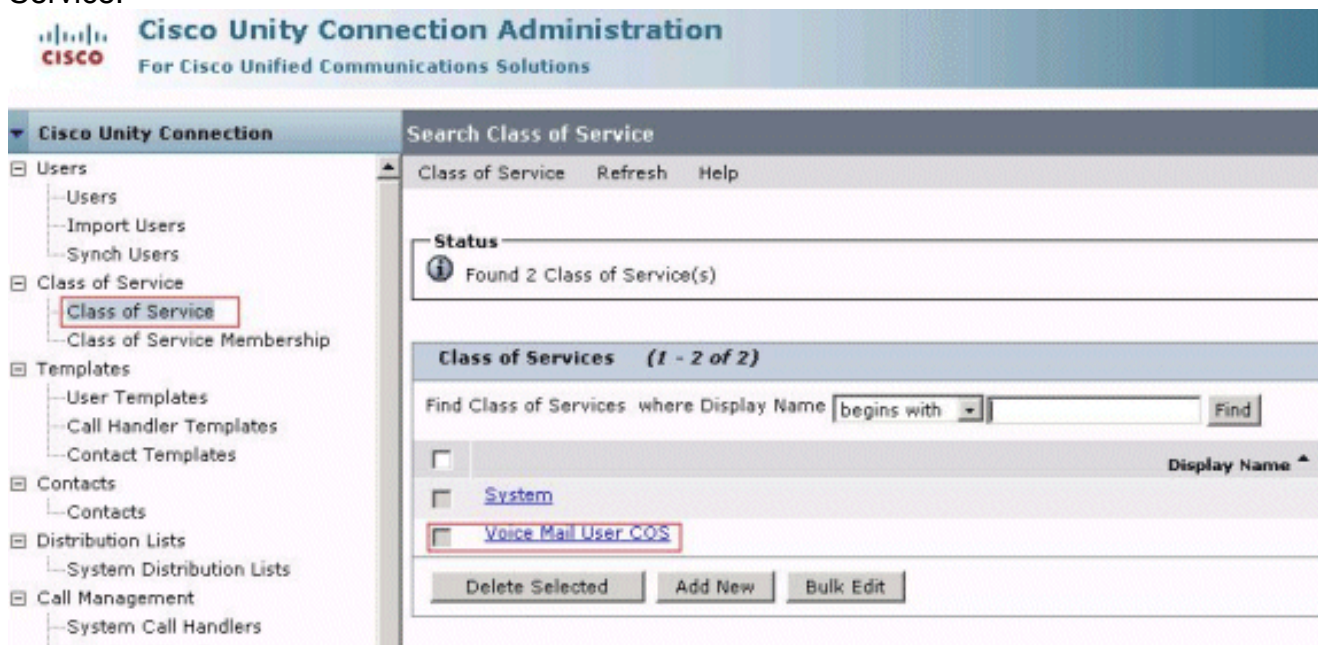 Service.
CISCO
Cisco Unity Connection Administration
For Cisco Unified Communications Solutions
Cisco Unity Connection
Users
Users
Import Users
Synch Users
Class of Service
Class of Service
Class of Service Membership
Templates
User Templates
Call Handler Templates
Contact Templates
Contacts
Contacts
Distribution Lists
System Distribution Lists
Call Management
System Call Handlers
Search Class of Service
Class of Service Refresh Help
Status
Found 2 Class of Service(s)
Class of Services (1 - 2 of 2)
Find Class of Services where Display Name begins with Find
Display Name
System
Voice Mail User COS
Delete Selected Add New Bulk Edit